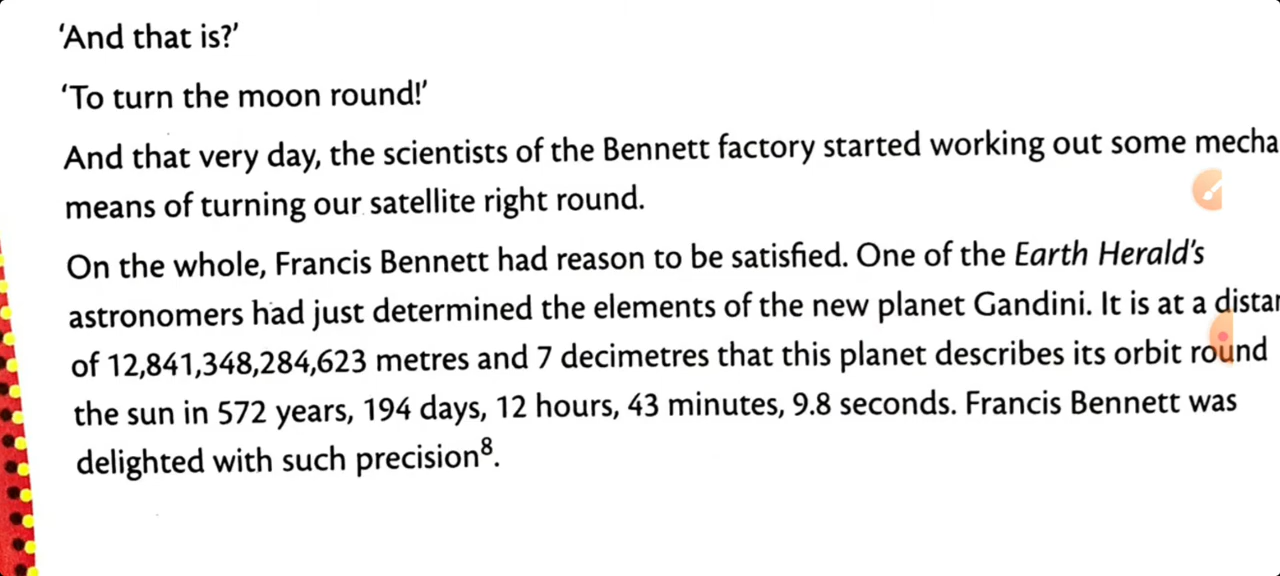 ‘And that is?’
‘To turn the moon round!’
And that very day, the scientists of the Bennett factory started working out some mecha
means of turning our satellite right round.
On the whole, Francis Bennett had reason to be satisfied. One of the Earth Herald’s
astronomers had just determined the elements of the new planet Gandini. It is at a distan
of 12,841,348,284,623 metres and 7 decimetres that this planet describes its orbit round
the sun in 572 years, 194 days, 12 hours, 43 minutes, 9.8 seconds. Francis Bennett was
delighted with such precision⁸.